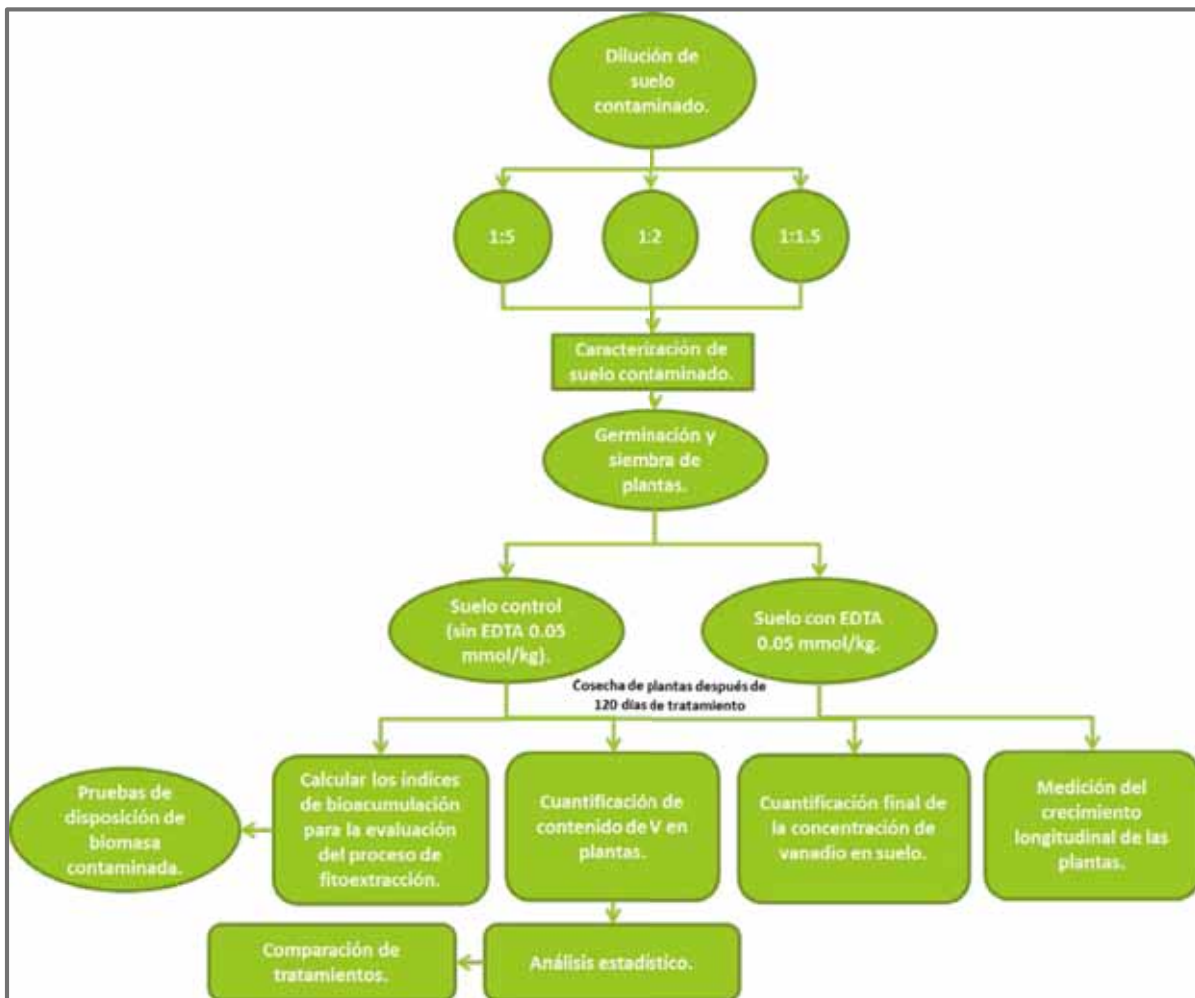 Dilución de
suelo
contaminado.
1:5
1:2
1:1.5
Caracterización de
suelo contaminado.
Germinación y
siembra de
plantas.
Suelo control
(sin EDTA 0.05
mmol/kg).
Suelo con EDTA
0.05 mmol/kg.
Cosecha de plantas después de
120 días de tratamiento
Pruebas de
disposición de
biomasa
contaminada.
Calcular los índices
de bioacumulación
para la evaluación
del proceso de
fitoextracción.
Cuantificación de
contenido de V en
plantas.
Cuantificación final de
la concentración de
vanadio en suelo.
Medición del
crecimiento
longitudinal de las
plantas.
Comparación de
tratamientos.
Análisis estadístico.